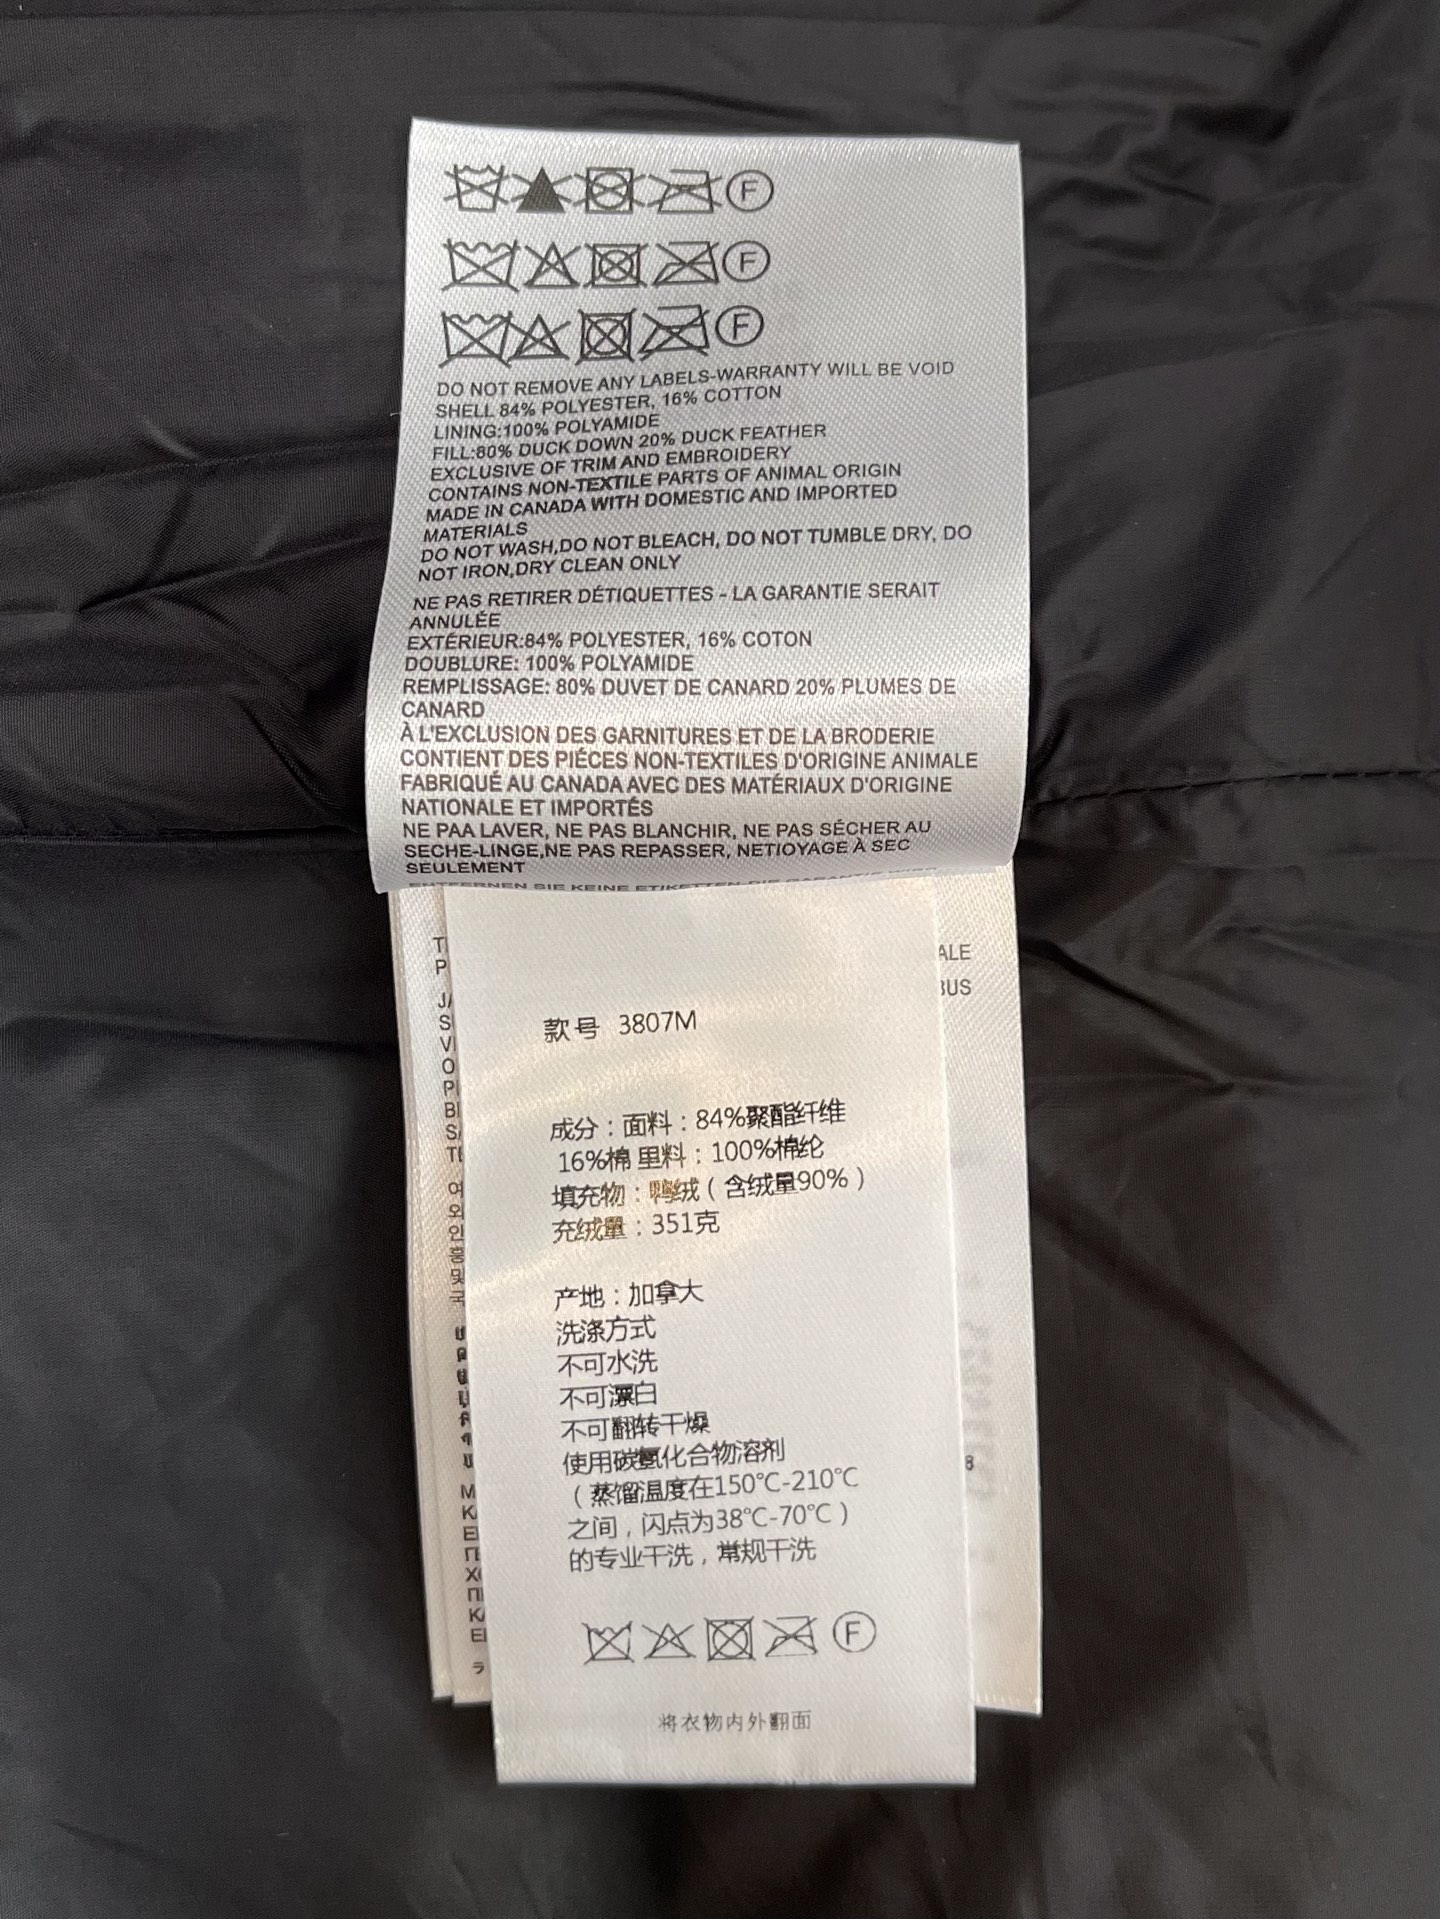 F
F
F
DO NOT REMOVE ANY LABELS-WARRANTY WILL BE VOID
SHELL 84% POLYESTER, 16% COTTON
LINING:100% POLYAMIDE
FILL:80% DUCK DOWN 20% DUCK FEATHER
EXCLUSIVE OF TRIM AND EMBROIDERY
CONTAINS NON-TEXTILE PARTS OF ANIMAL ORIGIN
MADE IN CANADA WITH DOMESTIC AND IMPORTED
MATERIALS
DO NOT WASH,DO NOT BLEACH, DO NOT TUMBLE DRY, DO
NOT IRON,DRY CLEAN ONLY
NE PAS RETIRER DÉTIQUETTES - LA GARANTIE SERAIT
ANNULÉE
EXTÉRIEUR:84% POLYESTER, 16% COTON
DOUBLURE: 100% POLYAMIDE
REMPLISSAGE: 80% DUVET DE CANARD 20% PLUMES DE
CANARD
À L'EXCLUSION DES GARNITURES ET DE LA BRODERIE
CONTIENT DES PIÉCES NON-TEXTILES D'ORIGINE ANIMALE
FABRIQUÉ AU CANADA AVEC DES MATÉRIAUX D'ORIGINE
NATIONALE ET IMPORTÉS
NE PAA LAVER, NE PAS BLANCHIR, NE PAS SÉCHER AU
SECHE-LINGE,NE PAS REPASSER, NETIOYAGE À SEC
SEULEMENT
ENTFERNEN SIE KEINE ETIKETTEN DIE GARANTIE WIRD
款号 3807M
成分：面料：84%聚酯纤维
16%棉 里料：100%棉纶
填充物：鸭绒（含绒量90%）
充绒量：351克
产地：加拿大
洗涤方式
不可水洗
不可漂白
不可翻转干燥
使用碳氢化合物溶剂
（蒸馏温度在150℃-210℃
之间，闪点为38℃-70℃）
的专业干洗，常规干洗
F
将衣物内外翻面